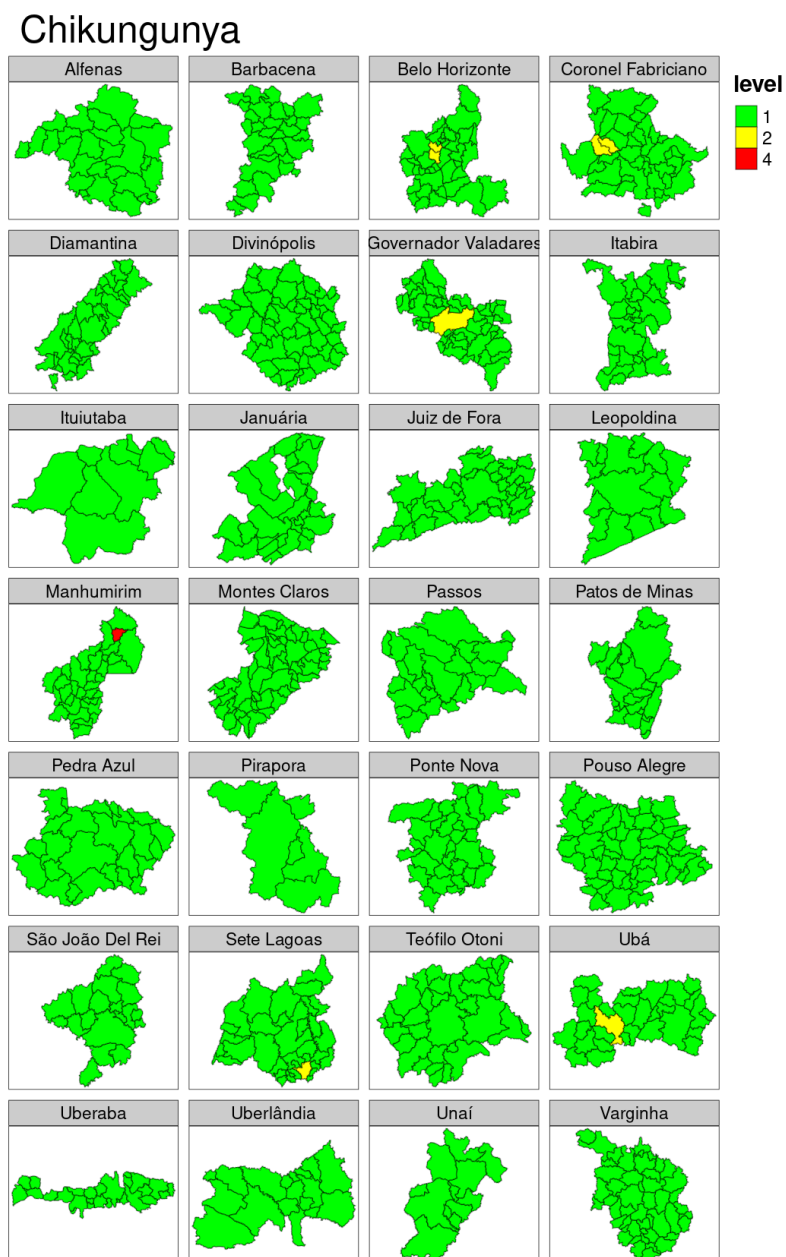 Chikungunya
Alfenas
Barbacena
Belo Horizonte
Coronel Fabriciano
level
1
2
4
Diamantina
Divinópolis
Governador Valadares
Itabira
Ituiutaba
Januária
Juiz de Fora
Leopoldina
Manhumirim
Montes Claros
Passos
Patos de Minas
Pedra Azul
Pirapora
Ponte Nova
Pouso Alegre
São João Del Rei
Sete Lagoas
Teófilo Otoni
Ubá
Uberaba
Uberlândia
Unaí
Varginha